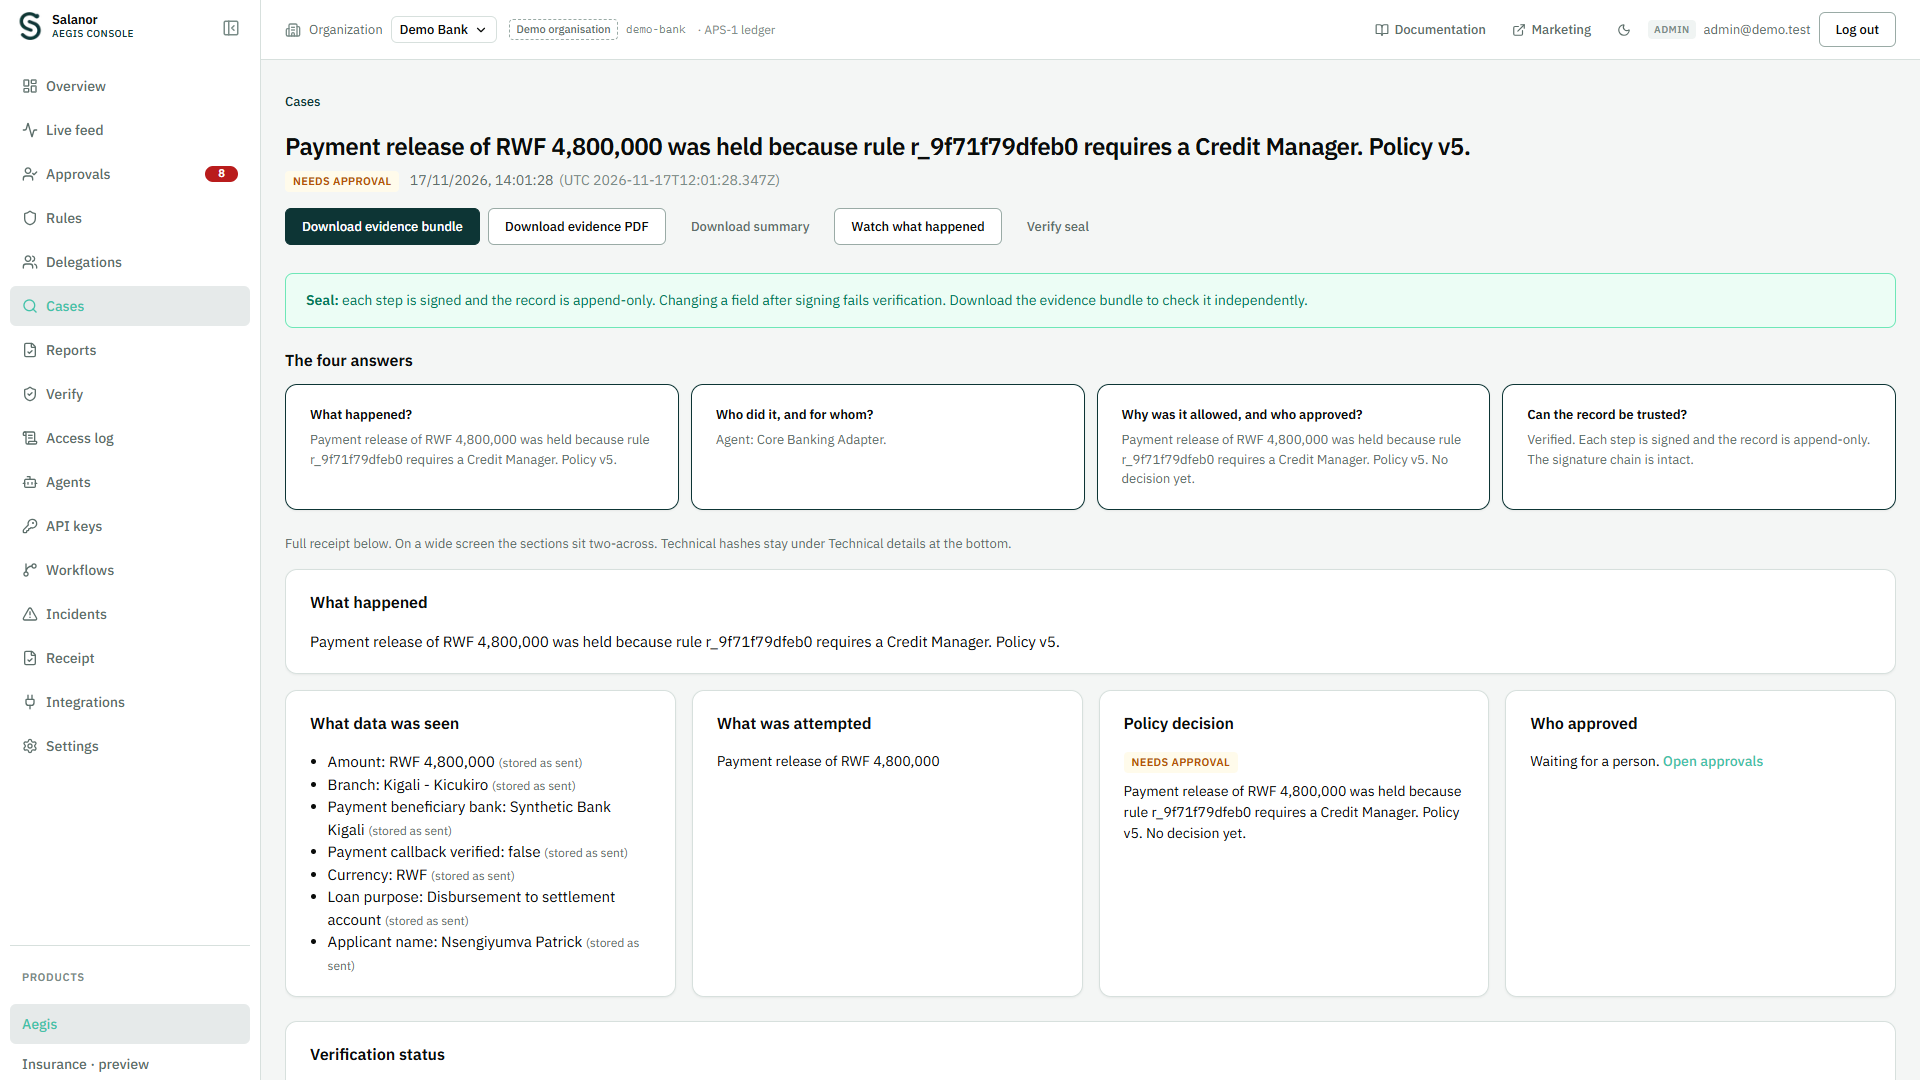 Salanor
AEGIS CONSOLE
Overview
Live feed
Approvals 8
Rules
Delegations
Cases
Reports
Verify
Access log
Agents
API keys
Workflows
Incidents
Receipt
Integrations
Settings
PRODUCTS
Aegis
Insurance · preview
Organization Demo Bank Demo organisation demo-bank · APS-1 ledger
Documentation Marketing ADMIN admin@demo.test Log out
Cases
Payment release of RWF 4,800,000 was held because rule r_9f71f79dfeb0 requires a Credit Manager. Policy v5.
NEEDS APPROVAL 17/11/2026, 14:01:28 (UTC 2026-11-17T12:01:28.347Z)
Download evidence bundle Download evidence PDF Download summary Watch what happened Verify seal
Seal: each step is signed and the record is append-only. Changing a field after signing fails verification. Download the evidence bundle to check it independently.
The four answers
What happened?
Payment release of RWF 4,800,000 was held because rule
r_9f71f79dfeb0 requires a Credit Manager. Policy v5.
Who did it, and for whom?
Agent: Core Banking Adapter.
Why was it allowed, and who approved?
Payment release of RWF 4,800,000 was held because rule
r_9f71f79dfeb0 requires a Credit Manager. Policy v5. No
decision yet.
Can the record be trusted?
Verified. Each step is signed and the record is append-only.
The signature chain is intact.
Full receipt below. On a wide screen the sections sit two-across. Technical hashes stay under Technical details at the bottom.
What happened
Payment release of RWF 4,800,000 was held because rule r_9f71f79dfeb0 requires a Credit Manager. Policy v5.
What data was seen
• Amount: RWF 4,800,000 (stored as sent)
• Branch: Kigali - Kicukiro (stored as sent)
• Payment beneficiary bank: Synthetic Bank
Kigali (stored as sent)
• Payment callback verified: false (stored as sent)
• Currency: RWF (stored as sent)
• Loan purpose: Disbursement to settlement
account (stored as sent)
• Applicant name: Nsengiyumva Patrick (stored as
sent)
What was attempted
Payment release of RWF 4,800,000
Policy decision
NEEDS APPROVAL
Payment release of RWF 4,800,000 was held because
rule r_9f71f79dfeb0 requires a Credit Manager. Policy
v5. No decision yet.
Who approved
Waiting for a person. Open approvals
Verification status